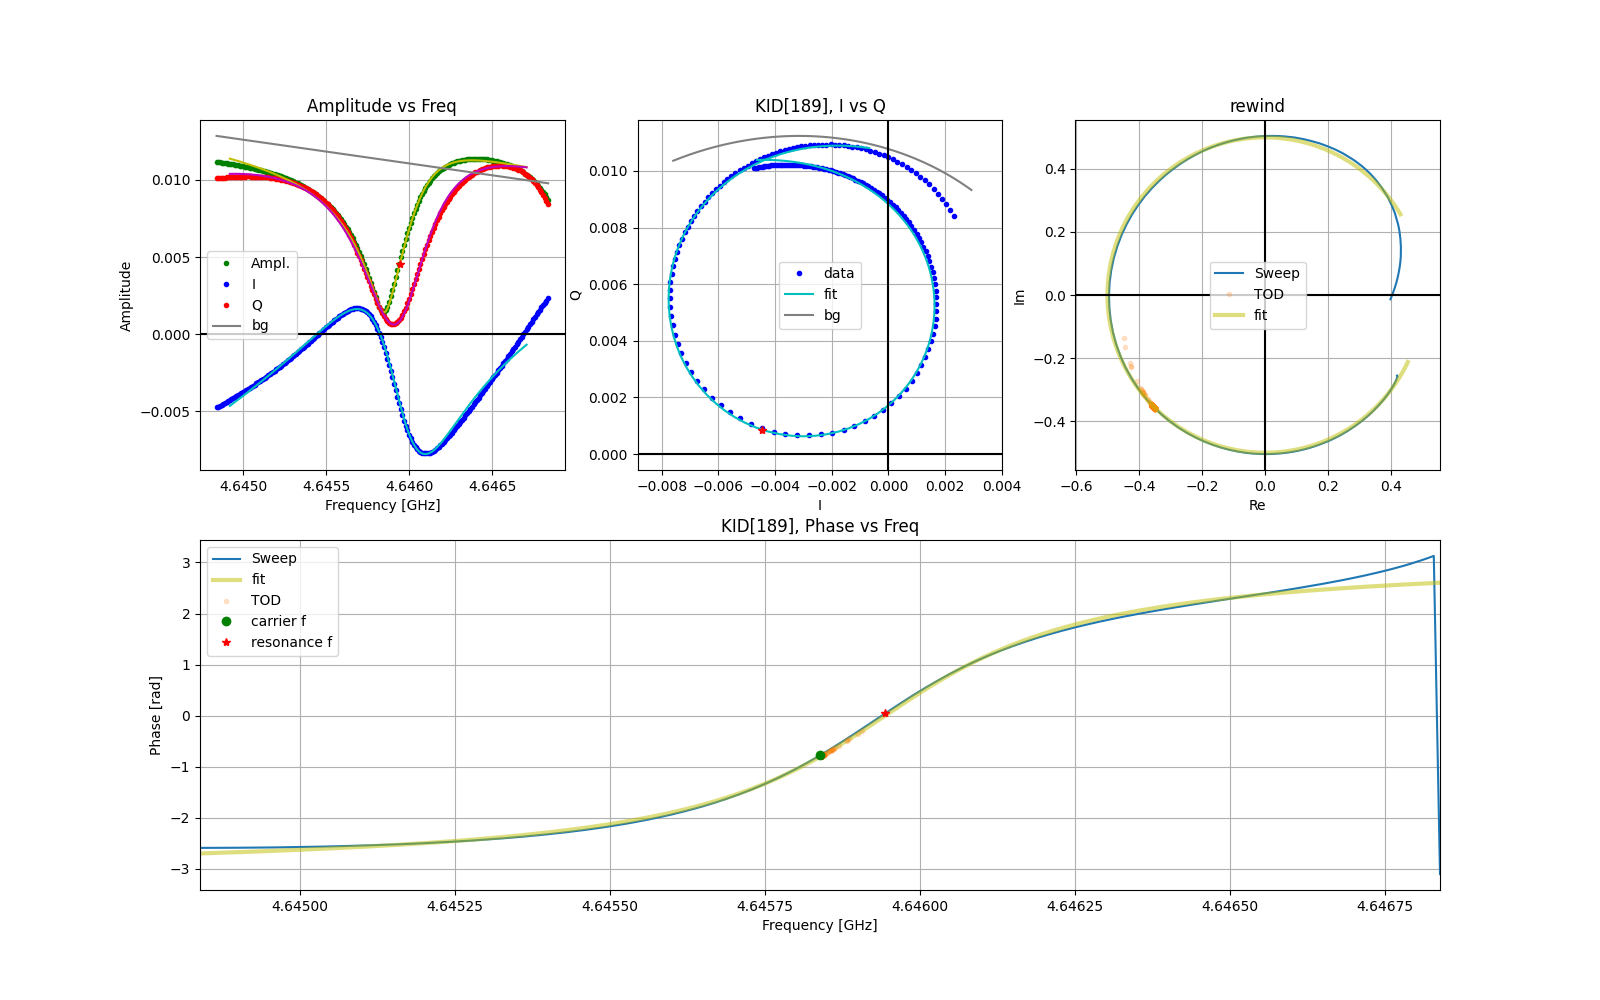 Amplitude vs Freq
Amplitude
0.010
0.005
0.000
−0.005
Ampl.
I
Q
bg
4.6450
4.6455
4.6460
4.6465
Frequency [GHz]
KID[189], I vs Q
Q
0.010
0.008
0.006
0.004
0.002
0.000
data
fit
bg
−0.008
−0.006
−0.004
−0.002
0.000
0.002
0.004
I
rewind
Im
0.4
0.2
0.0
−0.2
−0.4
Sweep
TOD
fit
−0.6
−0.4
−0.2
0.0
0.2
0.4
Re
KID[189], Phase vs Freq
Phase [rad]
3
2
1
0
−1
−2
−3
Sweep
fit
TOD
carrier f
resonance f
4.64500
4.64525
4.64550
4.64575
4.64600
4.64625
4.64650
4.64675
Frequency [GHz]